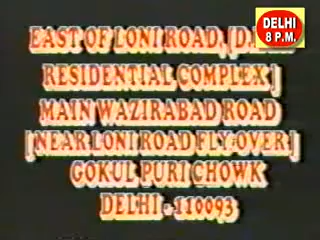 DELHI
8 P.M.
EAST OF LONI ROAD,
RESIDENTIAL COMPLEX ]
MAIN WAZIRABAD ROAD
[ NEAR LONI ROAD FLY OVER ]
GOKUL PURI CHOWK
DELHI - 110093